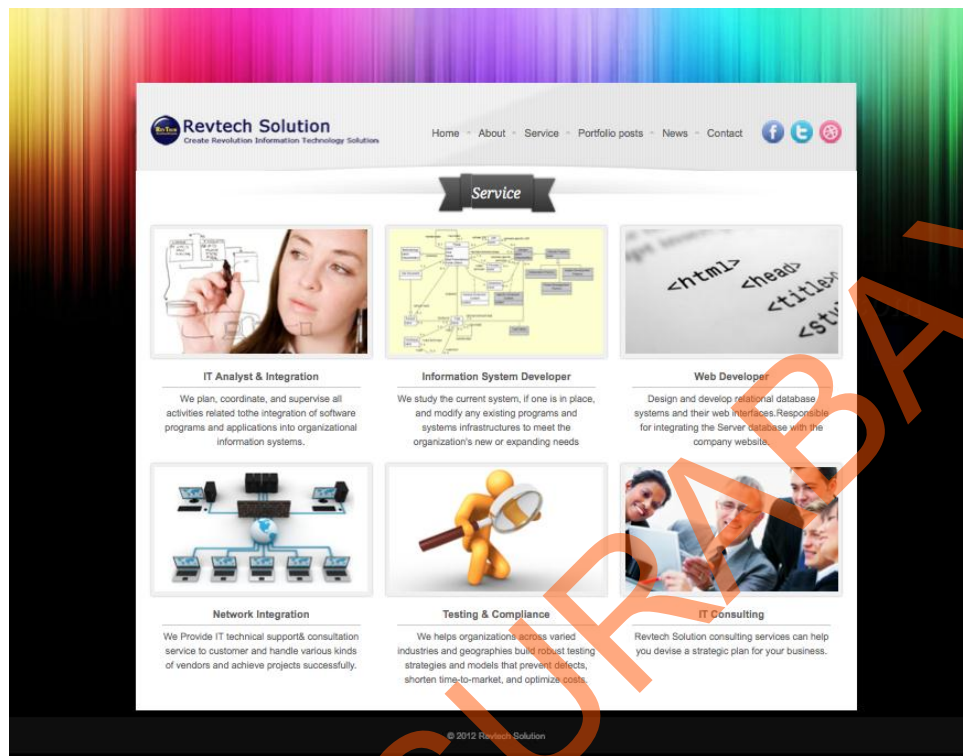 Revtech Solution
Create Revolution Information Technology Solution
Home - About - Service - Portfolio posts - News - Contact
Service
<html>
<head>
<title>
IT Analyst & Integration
We plan, coordinate, and supervise all
activities related tothe integration of software
programs and applications into organizational
information systems.
Information System Developer
We study the current system, if one is in place,
and modify any existing programs and
systems infrastructures to meet the
organization's new or expanding needs
Web Developer
Design and develop relational database
systems and their web interfaces.Responsible
for integrating the Server database with the
company website.
Network Integration
We Provide IT technical support& consultation
service to customer and handle various kinds
of vendors and achieve projects successfully.
Testing & Compliance
We helps organizations across varied
industries and geographies build robust testing
strategies and models that prevent defects,
shorten time-to-market, and optimize costs.
IT Consulting
Revtech Solution consulting services can help
you devise a strategic plan for your business.
© 2012 Revtech Solution
SURABAY